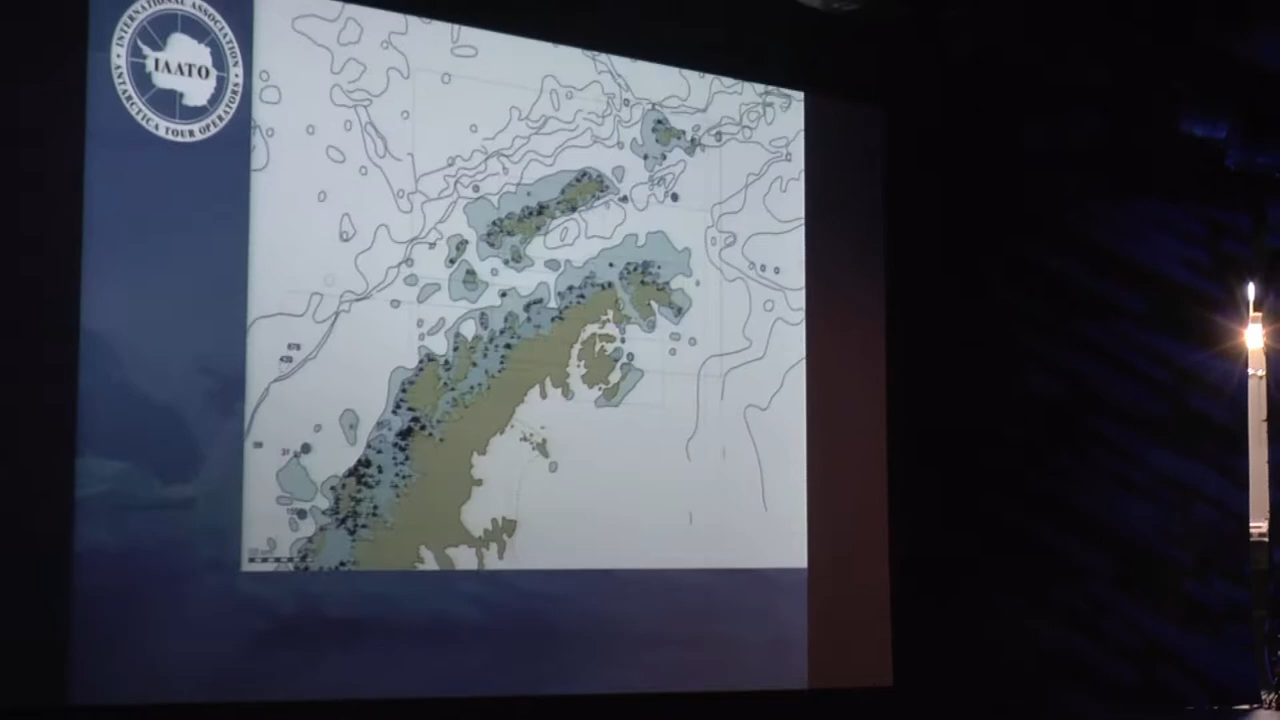 INTERNATIONAL ASSOCIATION
IAATO
ANTARCTICA TOUR OPERATORS